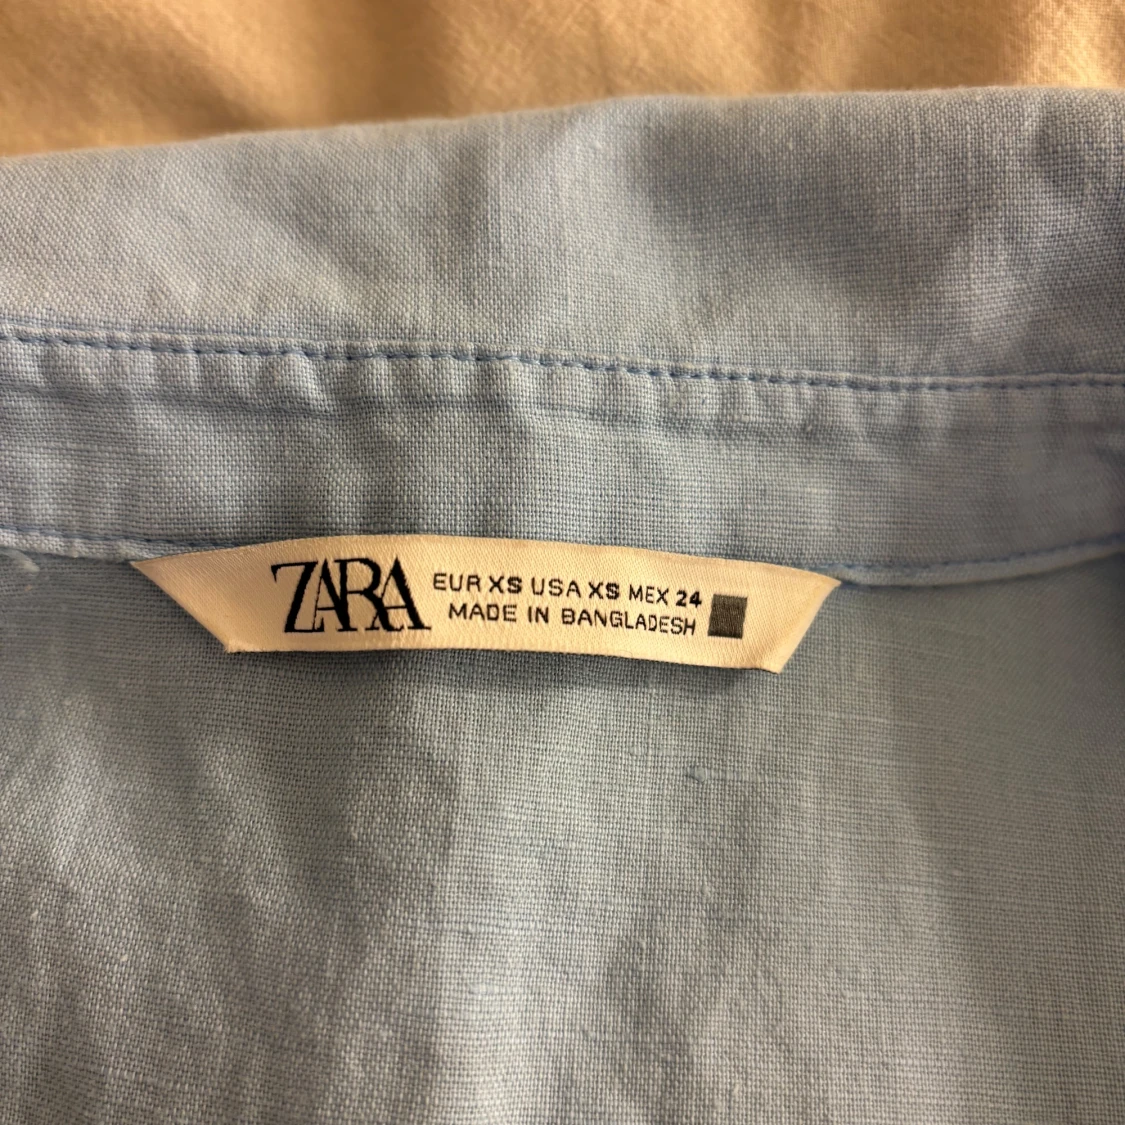 ZARA
EUR XS USA XS MEX 24
MADE IN BANGLADESH